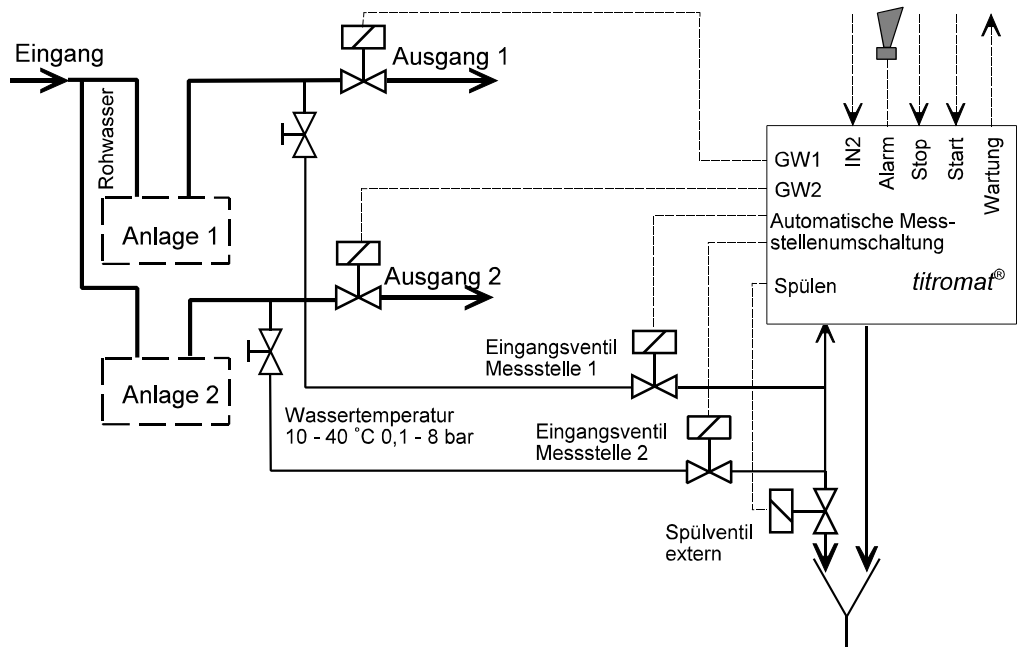 Eingang
Ausgang 1
Rohwasser
Anlage 1
Ausgang 2
Anlage 2
IN2
Alarm
Stop
Start
Wartung
GW1
GW2
Automatische Mess-
stellenumschaltung
Spülen
titromat®
Eingangsventil
Messstelle 1
Wassertemperatur
10 - 40 °C 0,1 - 8 bar
Eingangsventil
Messstelle 2
Spülventil
extern